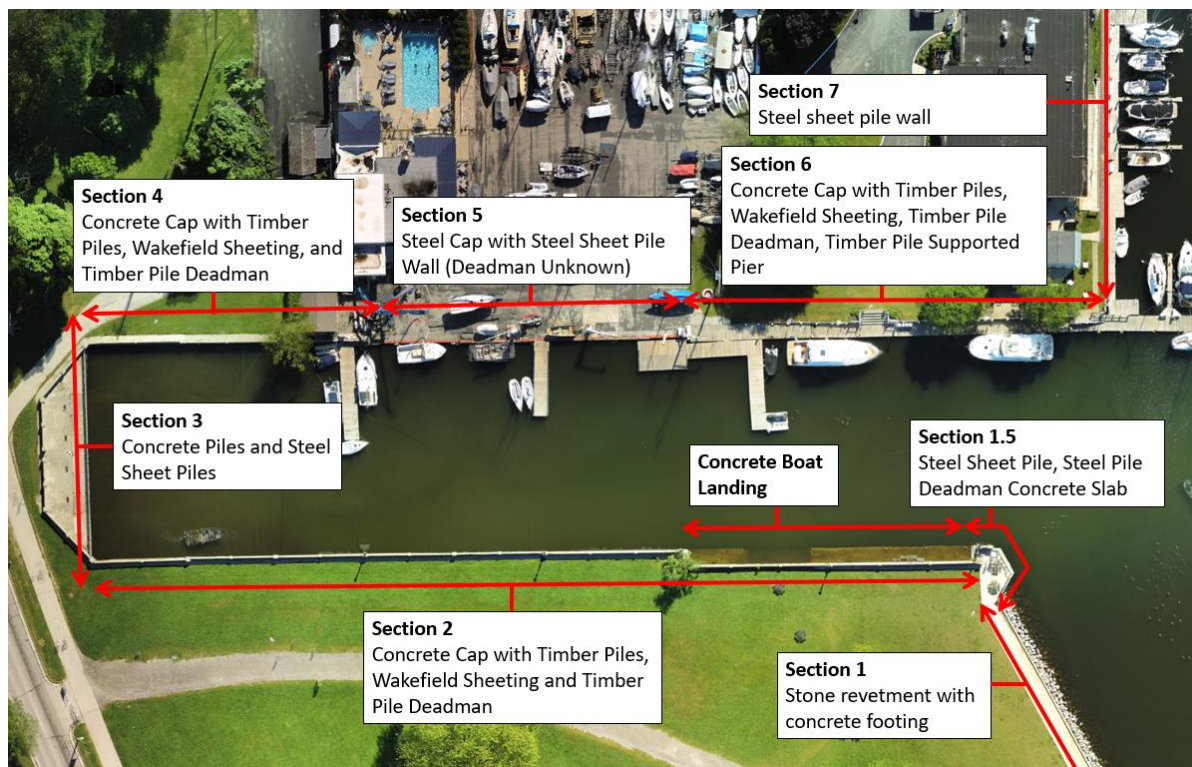 Section 7
Steel sheet pile wall
Section 6
Concrete Cap with Timber Piles,
Wakefield Sheeting, Timber Pile
Deadman, Timber Pile Supported
Pier
Section 4
Concrete Cap with Timber
Piles, Wakefield Sheeting, and
Timber Pile Deadman
Section 5
Steel Cap with Steel Sheet Pile
Wall (Deadman Unknown)
Section 3
Concrete Piles and Steel
Sheet Piles
Concrete Boat
Landing
Section 1.5
Steel Sheet Pile, Steel Pile
Deadman Concrete Slab
Section 2
Concrete Cap with Timber Piles,
Wakefield Sheeting and Timber
Pile Deadman
Section 1
Stone revetment with
concrete footing